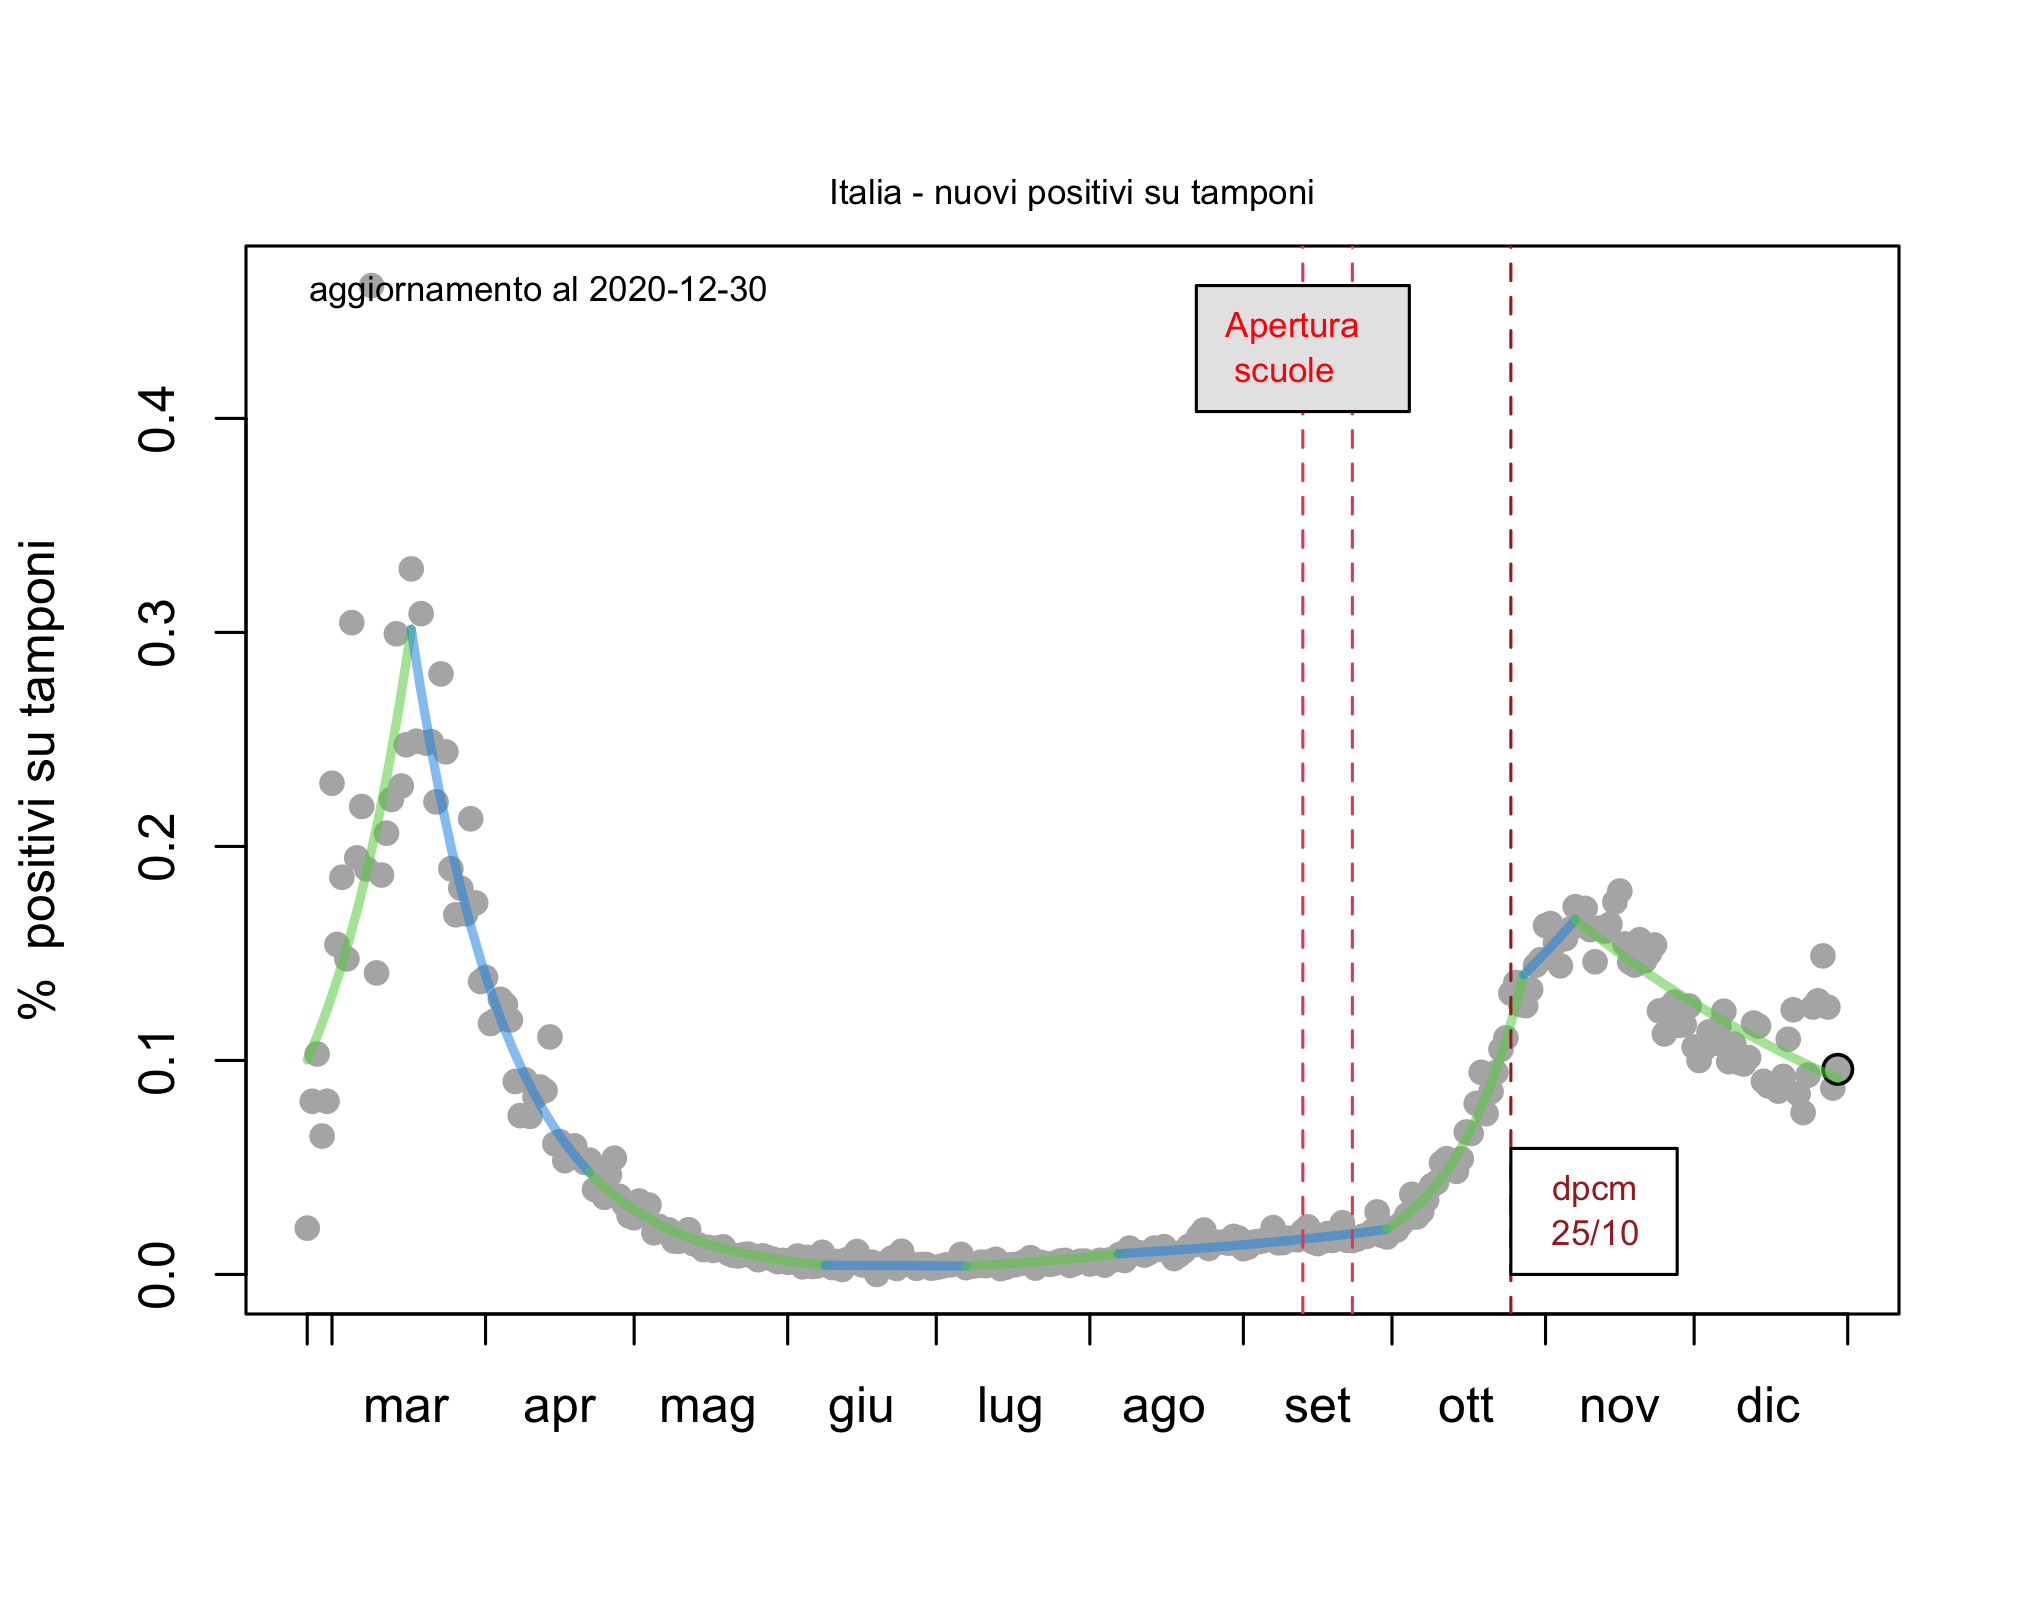 Italia - nuovi positivi su tamponi
aggiornamento al 2020-12-30
Apertura
scuole
% positivi su tamponi
0.4
0.3
0.2
0.1
0.0
dpcm
25/10
mar apr mag giu lug ago set ott nov dic